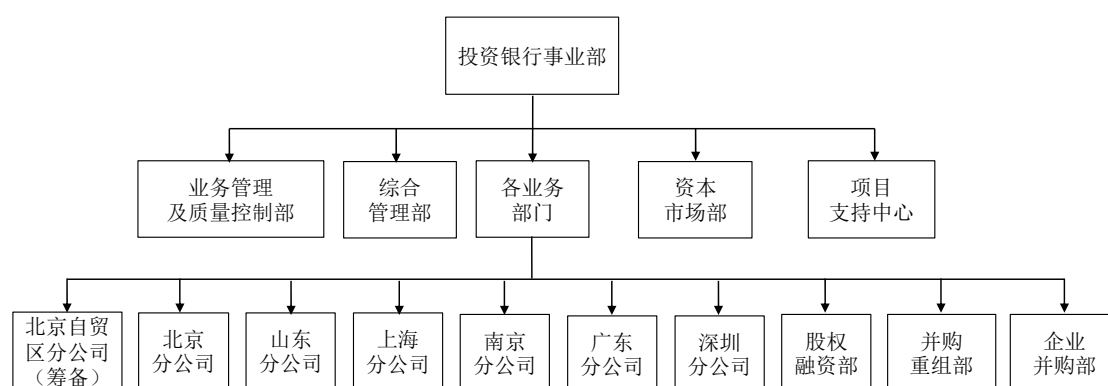 投资银行事业部
业务管理
及质量控制部
综合
管理部
各业务
部门
资本
市场部
项目
支持中心
北京自贸
区分公司
（筹备）
北京
分公司
山东
分公司
上海
分公司
南京
分公司
广东
分公司
深圳
分公司
股权
融资部
并购
重组部
企业
并购部